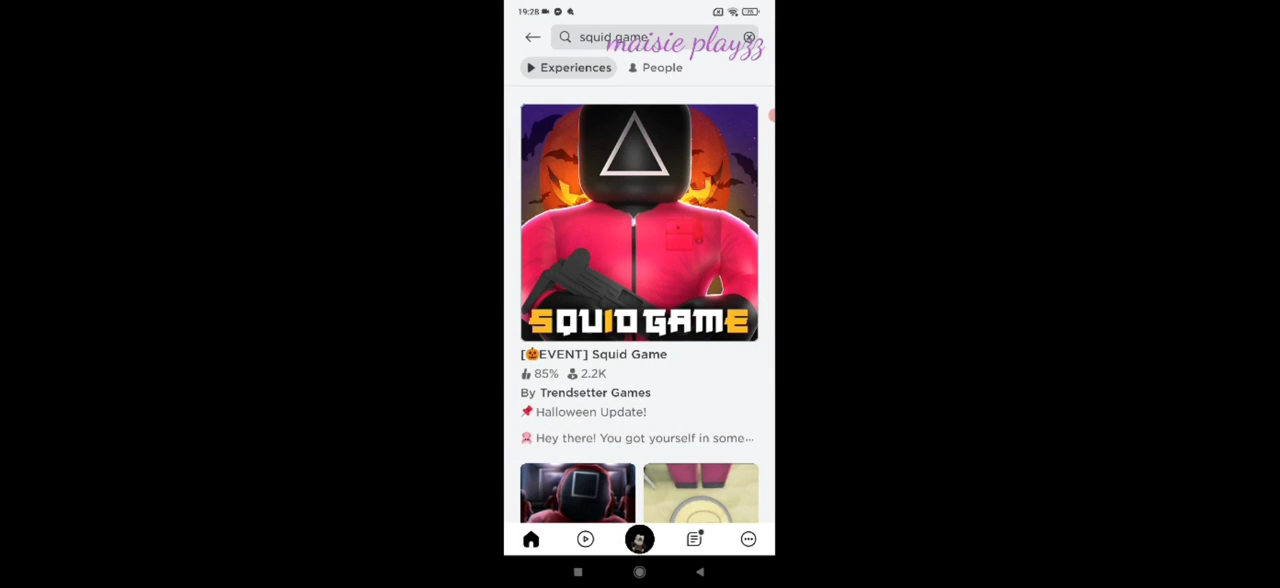 19:28
75
squid game
maisie playzz
Experiences
People
SQUID GAME
[🎃EVENT] Squid Game
85% 2.2K
By Trendsetter Games
📌 Halloween Update!
Hey there! You got yourself in some...